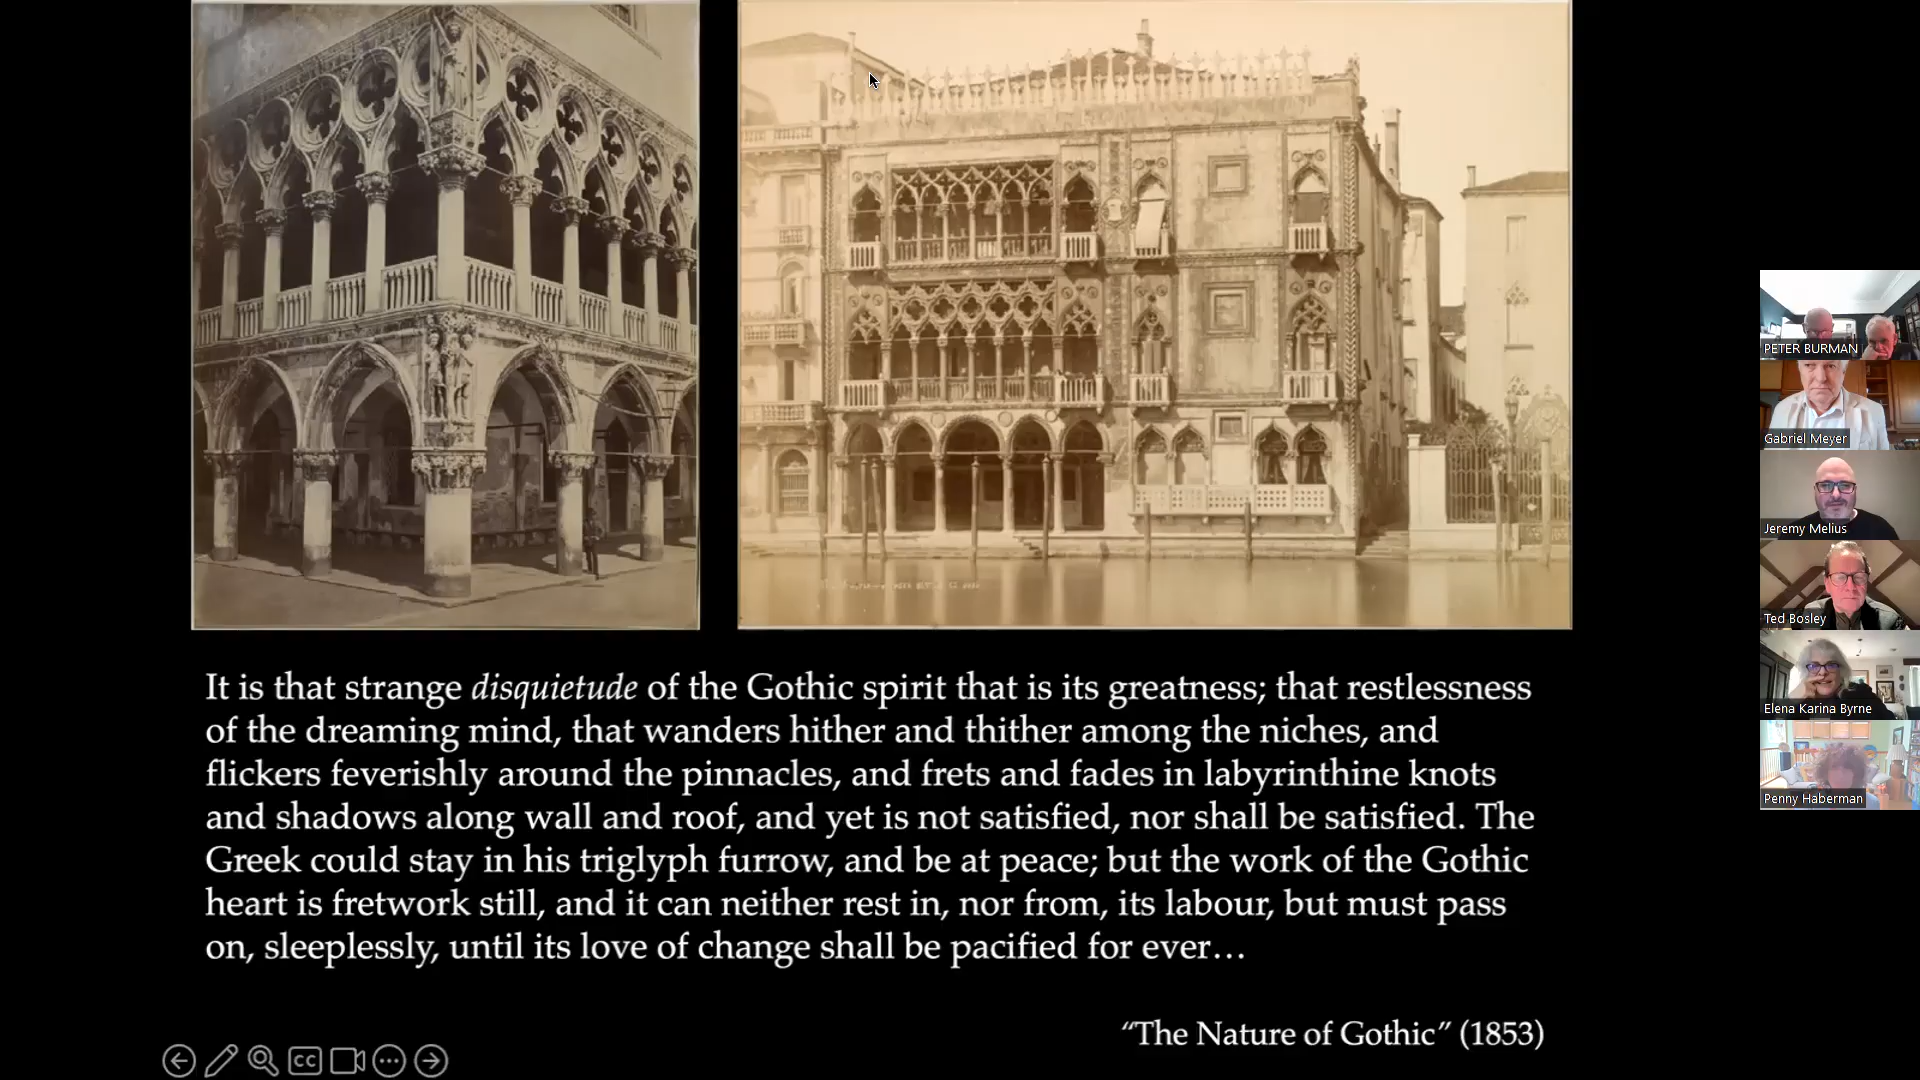 It is that strange disquietude of the Gothic spirit that is its greatness; that restlessness
of the dreaming mind, that wanders hither and thither among the niches, and
flickers feverishly around the pinnacles, and frets and fades in labyrinthine knots
and shadows along wall and roof, and yet is not satisfied, nor shall be satisfied. The
Greek could stay in his triglyph furrow, and be at peace; but the work of the Gothic
heart is fretwork still, and it can neither rest in, nor from, its labour, but must pass
on, sleeplessly, until its love of change shall be pacified for ever…
“The Nature of Gothic” (1853)
CC
PETER BURMAN
Gabriel Meyer
Jeremy Melius
Ted Bosley
Elena Karina Byrne
Penny Haberman